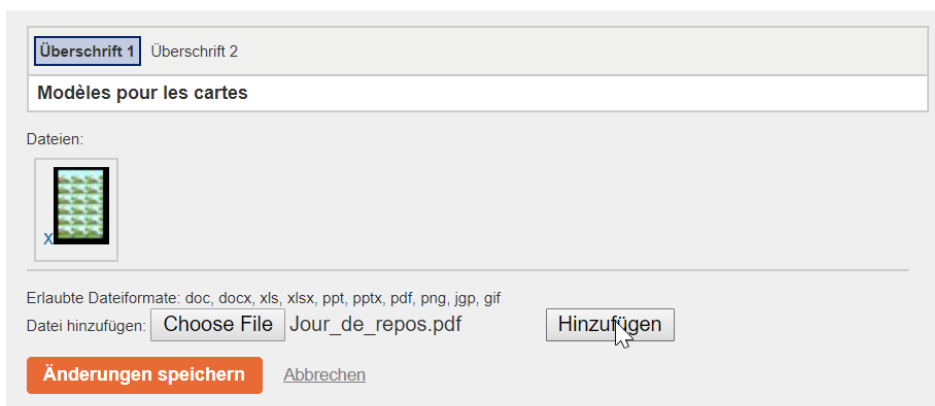 Überschrift 1 Überschrift 2
Modèles pour les cartes
Dateien:
X
Erlaubte Dateiformate: doc, docx, xls, xlsx, ppt, pptx, pdf, png, jgp, gif
Datei hinzufügen: Choose File Jour_de_repos.pdf Hinzufügen
Änderungen speichern Abbrechen